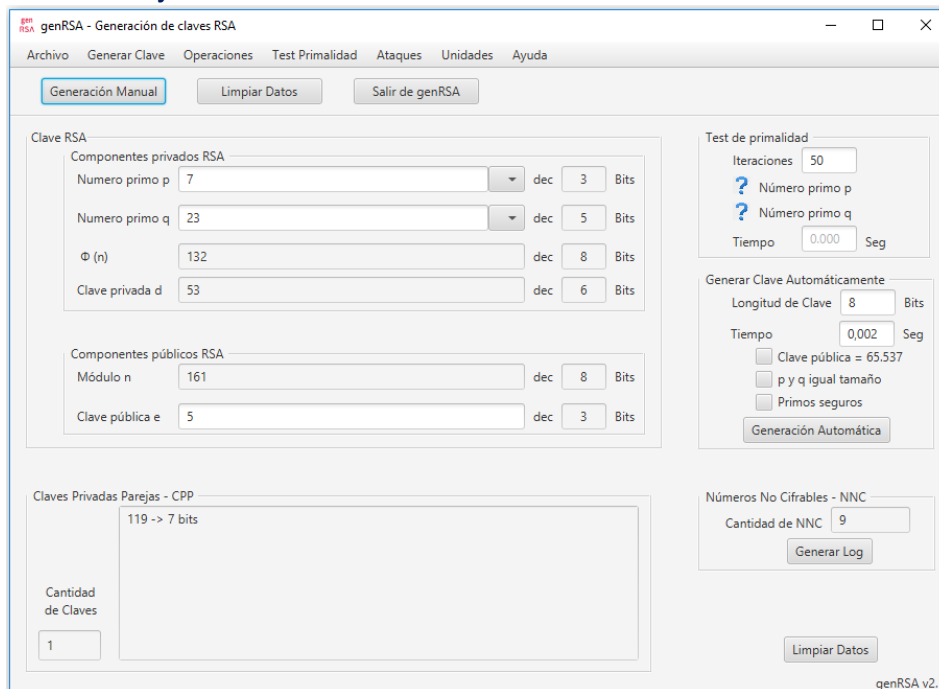 gen RSA genRSA - Generación de claves RSA
Archivo Generar Clave Operaciones Test Primalidad Ataques Unidades Ayuda
Generación Manual Limpiar Datos Salir de genRSA
Clave RSA
Componentes privados RSA
Numero primo p 7 dec 3 Bits
Numero primo q 23 dec 5 Bits
Φ (n) 132 dec 8 Bits
Clave privada d 53 dec 6 Bits
Componentes públicos RSA
Módulo n 161 dec 8 Bits
Clave pública e 5 dec 3 Bits
Test de primalidad
Iteraciones 50
? Número primo p
? Número primo q
Tiempo 0.000 Seg
Generar Clave Automáticamente
Longitud de Clave 8 Bits
Tiempo 0,002 Seg
Clave pública = 65.537
p y q igual tamaño
Primos seguros
Generación Automática
Claves Privadas Parejas - CPP
119 -> 7 bits
Cantidad
de Claves
1
Números No Cifrables - NNC
Cantidad de NNC 9
Generar Log
Limpiar Datos
genRSA v2.